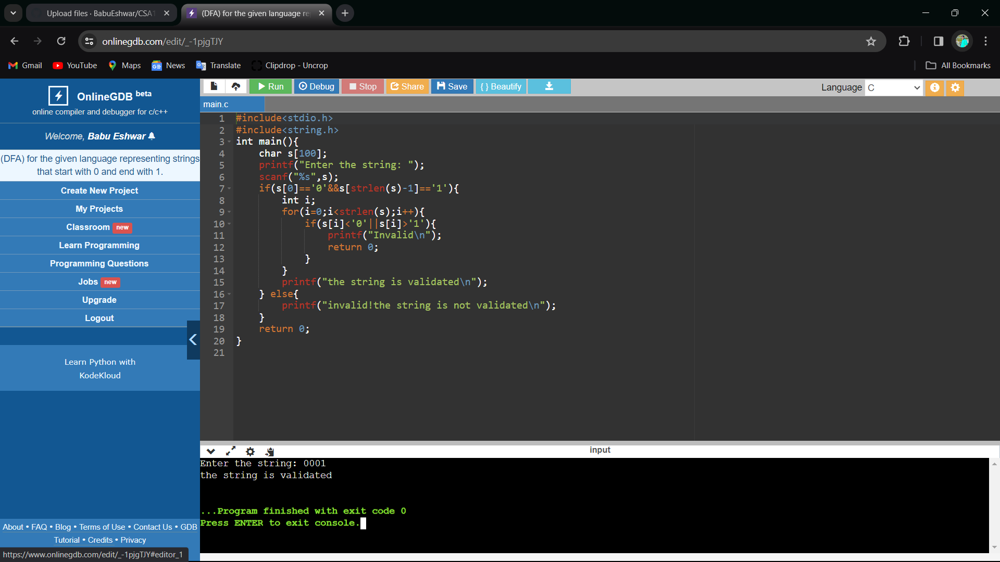 Upload files · BabuEshwar/CSA1
(DFA) for the given language re
onlinegdb.com/edit/_-1pjgTJY
Gmail
YouTube
Maps
News
Translate
Clipdrop - Uncrop
All Bookmarks
OnlineGDB beta
online compiler and debugger for c/c++
Welcome, Babu Eshwar
(DFA) for the given language representing strings
that start with 0 and end with 1.
Create New Project
My Projects
Classroom new
Learn Programming
Programming Questions
Jobs new
Upgrade
Logout
Learn Python with
KodeKloud
About • FAQ • Blog • Terms of Use • Contact Us • GDB
Tutorial • Credits • Privacy
https://www.onlinegdb.com/edit/_-1pjgTJY#editor_1
Run
Debug
Stop
Share
Save
{ } Beautify
Language C
main.c
1 #include<stdio.h>
2 #include<string.h>
3 int main(){
4 char s[100];
5 printf("Enter the string: ");
6 scanf("%s",s);
7 if(s[0]=='0'&&s[strlen(s)-1]=='1'){
8 int i;
9 for(i=0;i<strlen(s);i++){
10 if(s[i]<'0'||s[i]>'1'){
11 printf("Invalid\n");
12 return 0;
13 }
14 }
15 printf("the string is validated\n");
16 } else{
17 printf("invalid!the string is not validated\n");
18 }
19 return 0;
20 }
21
input
Enter the string: 0001
the string is validated
...Program finished with exit code 0
Press ENTER to exit console.